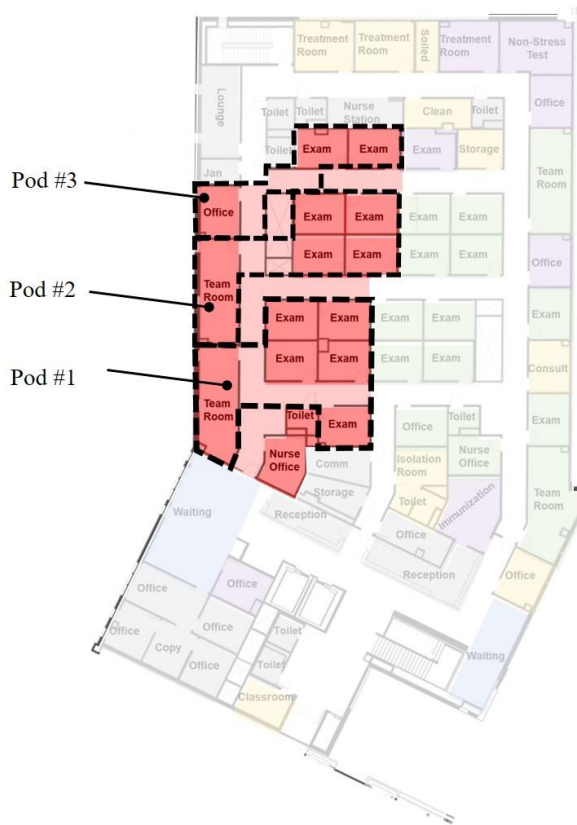 Treatment
Room
Treatment
Room
Soiled
Treatment
Room
Non-Stress
Test
Lounge
Toilet
Toilet
Nurse
Station
Clean
Toilet
Office
Toilet
Exam
Exam
Exam
Storage
Team
Room
Jan
Pod #3
Office
Exam
Exam
Exam
Exam
Exam
Exam
Exam
Exam
Office
Pod #2
Team
Room
Exam
Exam
Exam
Exam
Exam
Exam
Exam
Exam
Exam
Consult
Pod #1
Team
Room
Toilet
Exam
Office
Toilet
Exam
Nurse
Office
Comm
Isolation
Room
Nurse
Office
Storage
Toilet
Immunization
Team
Room
Waiting
Reception
Office
Reception
Office
Office
Office
Office
Office
Toilet
Copy
Office
Toilet
Waiting
Classroom